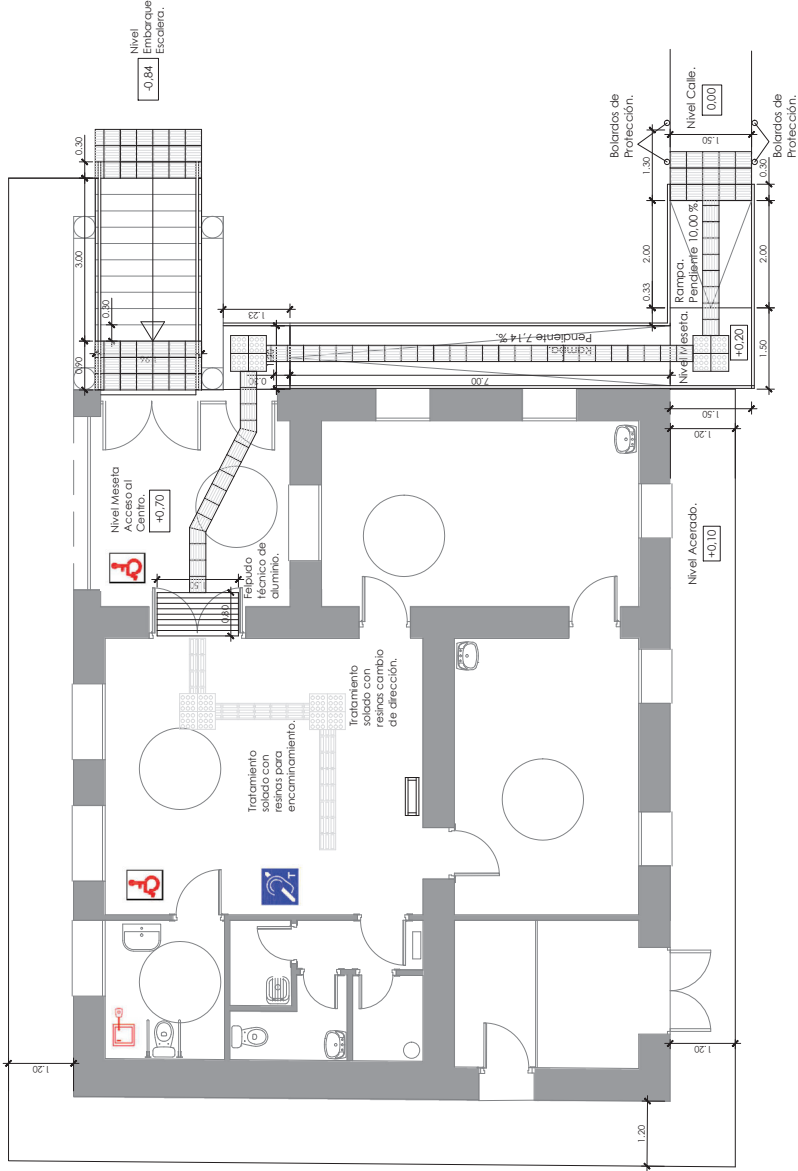 Nivel
Embarque
Escalera.
-0,84
0.30
3.00
0.30
0.90
1.23
Nivel Meseta
Acceso al
Centro.
+0,70
Felpudo
técnico de
aluminio.
0.80
Tratamiento
solado con
resinas cambio
de dirección.
Tratamiento
solado con
resinas para
encaminamiento.
T
7.00
Rampa.
Pendiente 7.14 %.
Nivel Meseta.
+0,20
Rampa.
Pendiente 10,00 %.
Bolardos de
Protección.
Nivel Calle.
0,00
1.50
Bolardos de
Protección.
1.30
0.30
2.00
0.33
2.00
1.50
1.50
1.20
Nivel Acerado.
+0,10
1.20
1.20
1.20